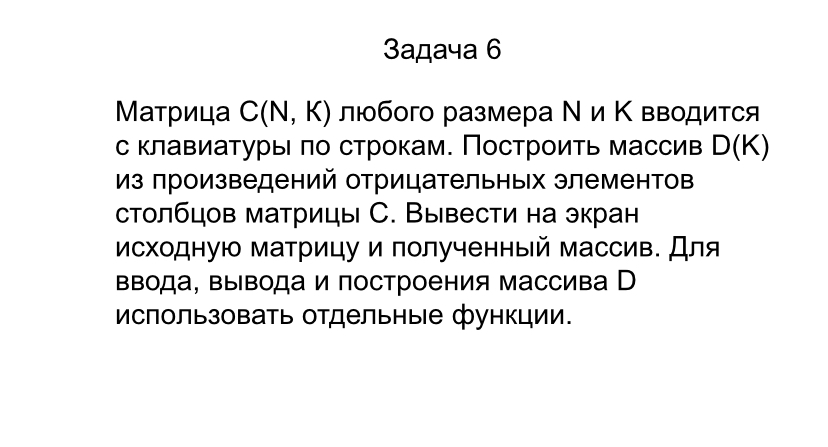 Задача 6
Матрица C(N, К) любого размера N и K вводится
с клавиатуры по строкам. Построить массив D(K)
из произведений отрицательных элементов
столбцов матрицы C. Вывести на экран
исходную матрицу и полученный массив. Для
ввода, вывода и построения массива D
использовать отдельные функции.